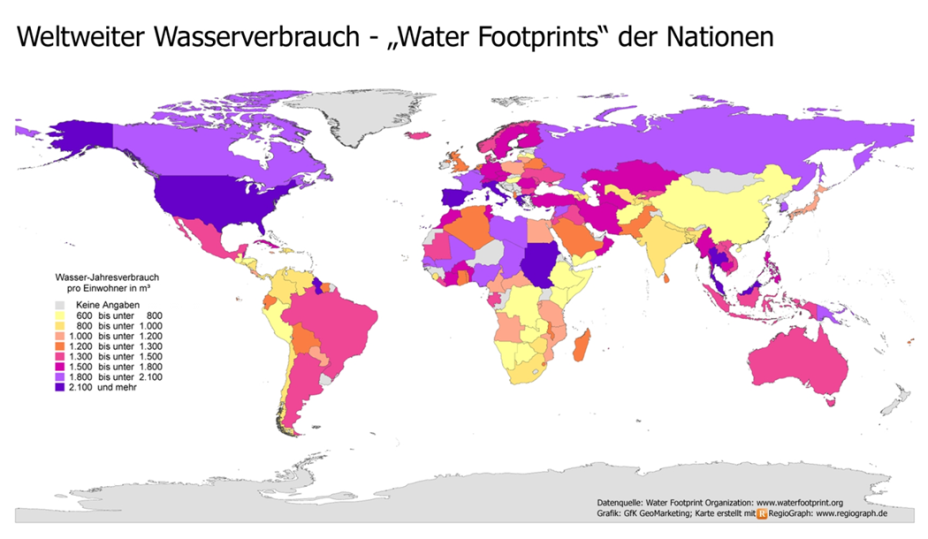 Weltweiter Wasserverbrauch - „Water Footprints“ der Nationen
Wasser-Jahresverbrauch
pro Einwohner in m³
Keine Angaben
600 bis unter 800
800 bis unter 1.000
1.000 bis unter 1.200
1.200 bis unter 1.300
1.300 bis unter 1.500
1.500 bis unter 1.800
1.800 bis unter 2.100
2.100 und mehr
Datenquelle: Water Footprint Organization: www.waterfootprint.org
Grafik: GfK GeoMarketing; Karte erstellt mit R RegioGraph: www.regiograph.de